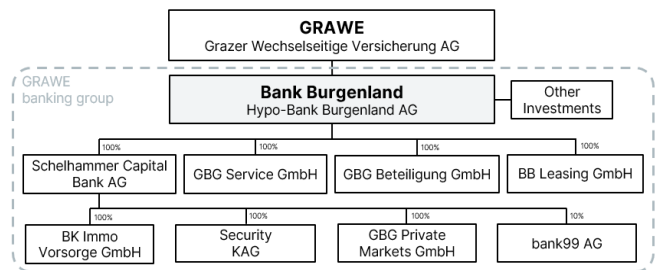 GRAWE
Grazer Wechselseitige Versicherung AG
GRAWE
banking group
Bank Burgenland
Hypo-Bank Burgenland AG
Other
Investments
100%
100%
100%
100%
Schelhammer Capital
Bank AG
GBG Service GmbH
GBG Beteiligung GmbH
BB Leasing GmbH
100%
100%
100%
10%
BK Immo
Vorsorge GmbH
Security
KAG
GBG Private
Markets GmbH
bank99 AG